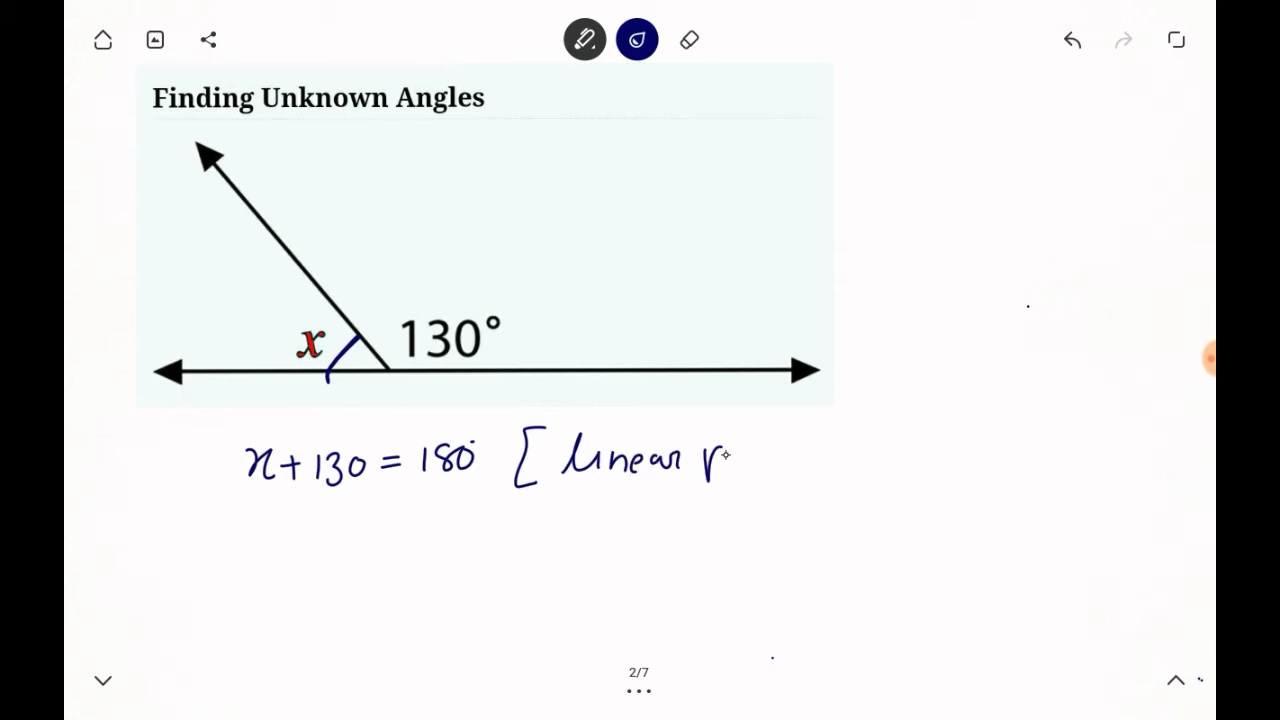 Finding Unknown Angles
x 130°
x + 130 = 180 [ linear
2/7